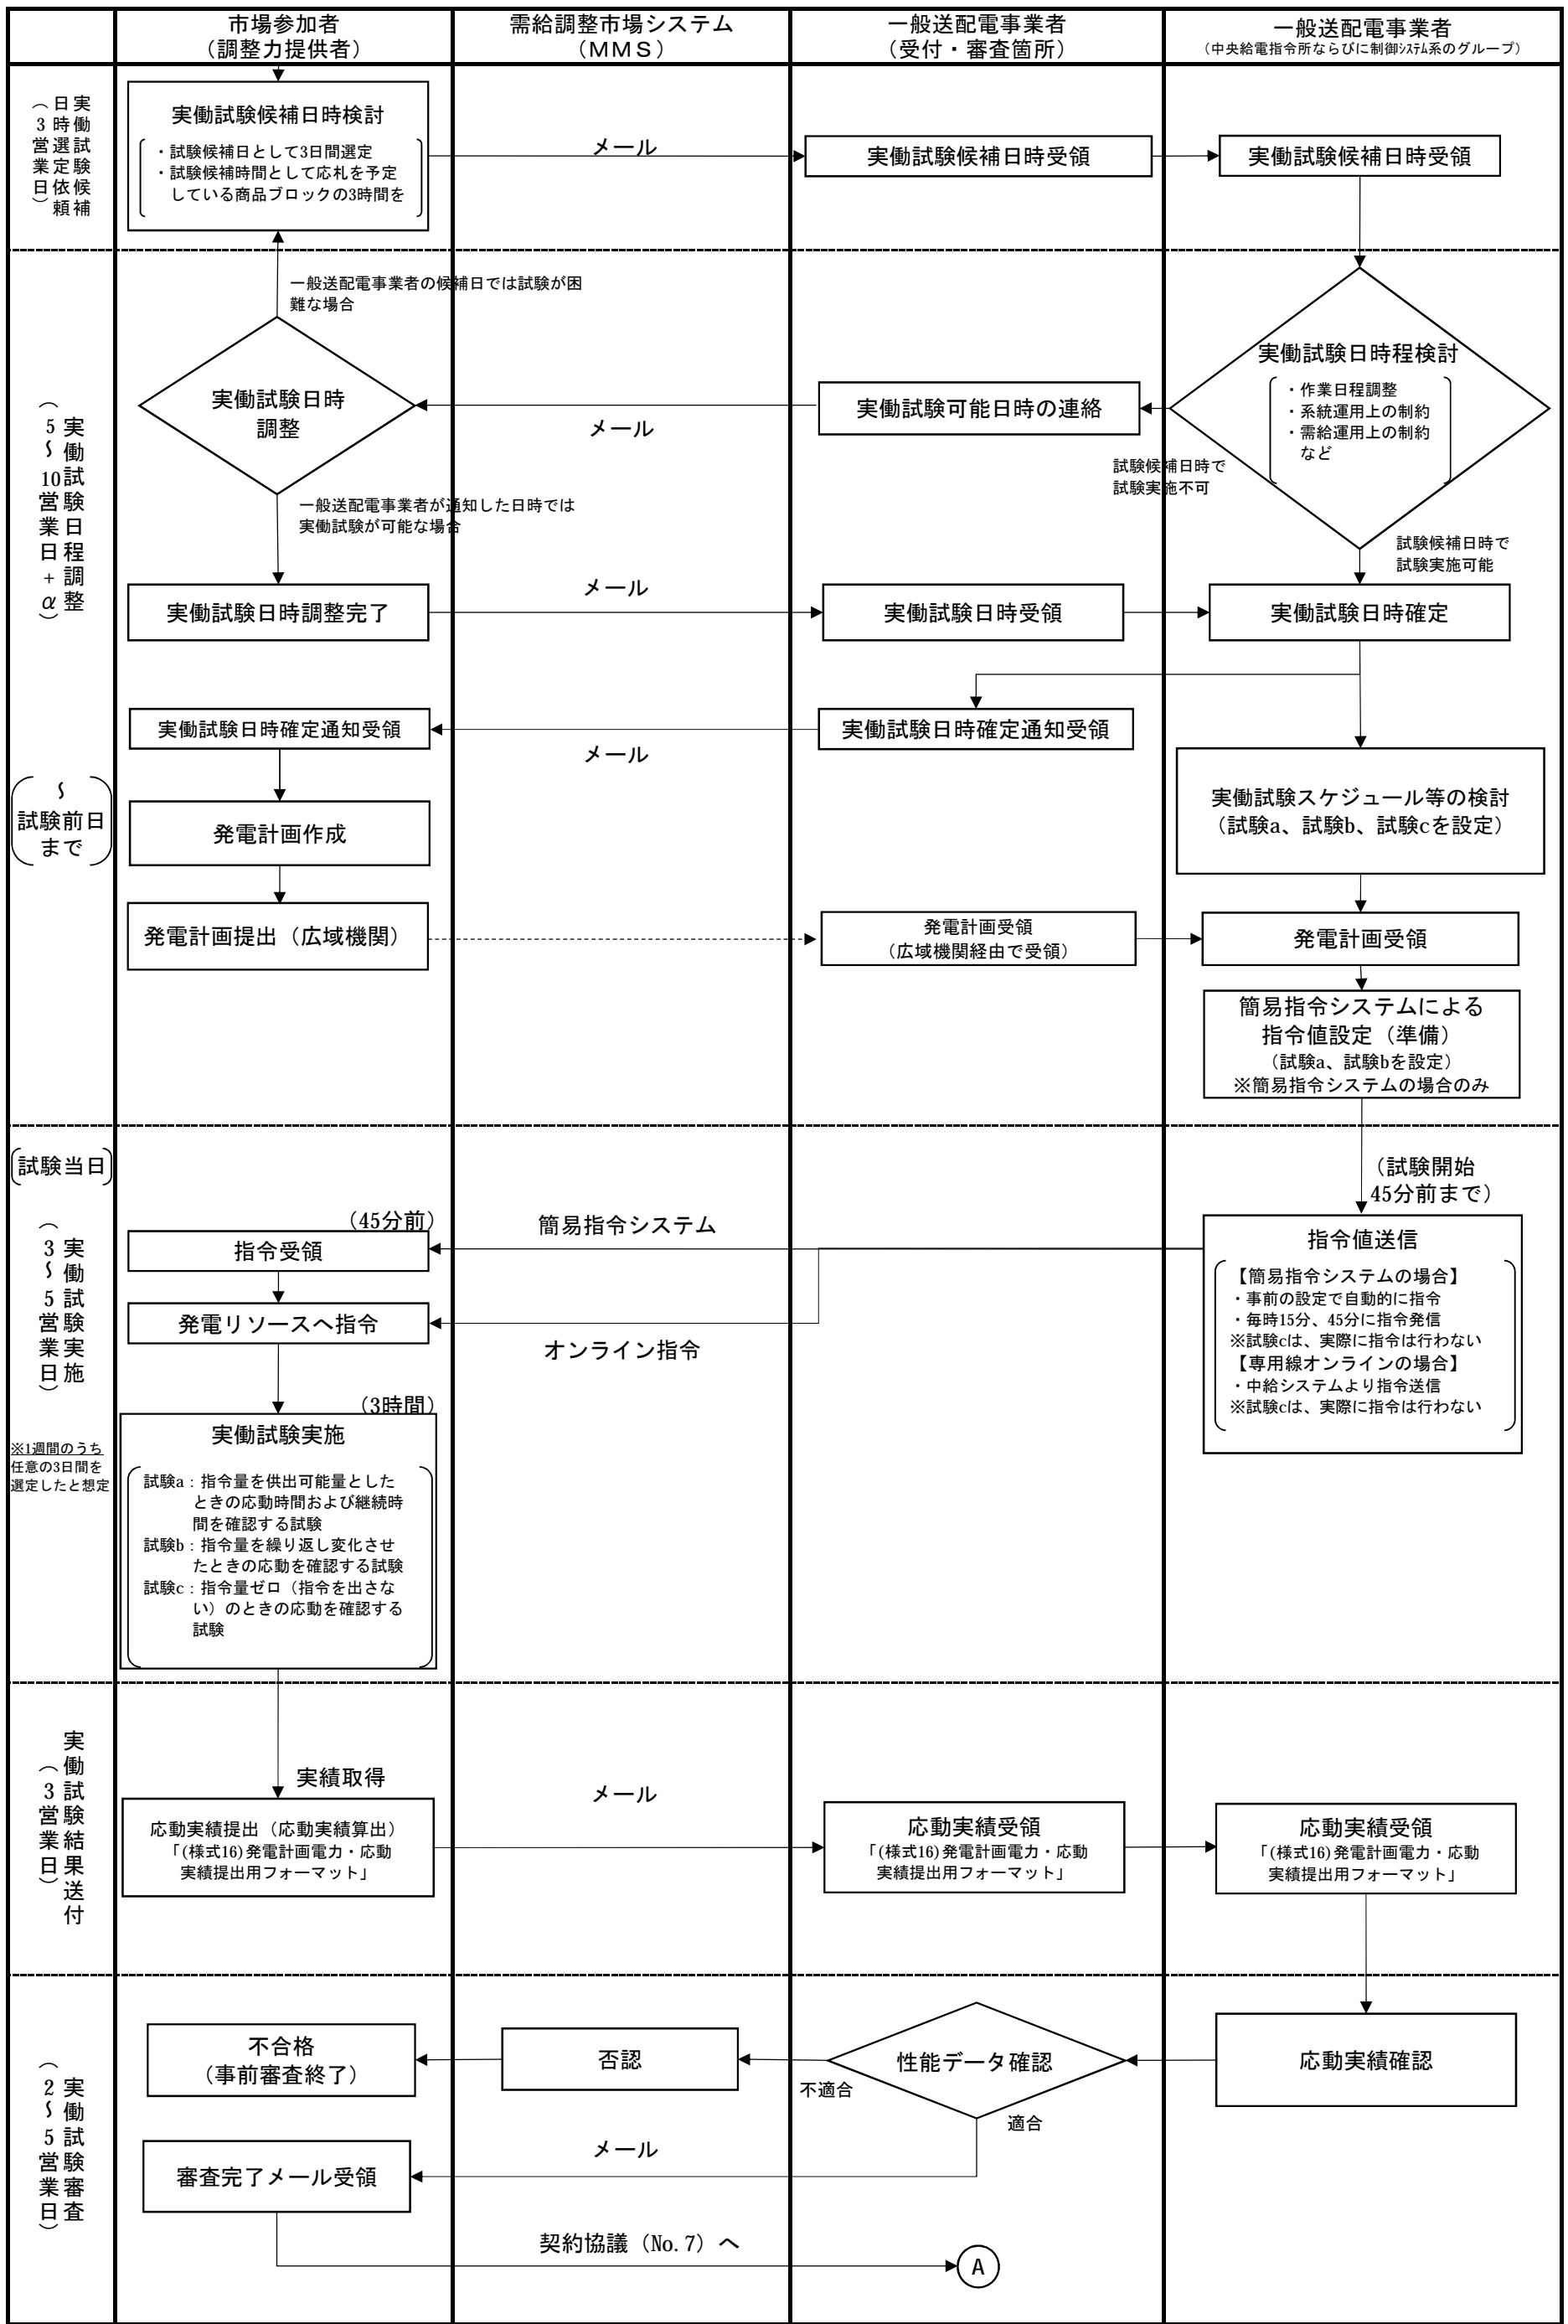 市場参加者
（調整力提供者）
需給調整市場システム
（ＭＭＳ）
一般送配電事業者
（受付・審査箇所）
一般送配電事業者
（中央給電指令所ならびに制御ｼｽﾃﾑ系のグループ）
実働試験候補
日時選定依頼
（3営業日）
実働試験候補日時検討
・試験候補日として3日間選定
・試験候補時間として応札を予定
している商品ブロックの3時間を
メール
実働試験候補日時受領
実働試験候補日時受領
実働試験日程調整
（5～10営業日+α）
一般送配電事業者の候補日では試験が困
難な場合
実働試験日時
調整
メール
実働試験可能日時の連絡
実働試験日時程検討
・作業日程調整
・系統運用上の制約
・需給運用上の制約
など
試験候補日時で
試験実施不可
一般送配電事業者が通知した日時では
実働試験が可能な場合
試験候補日時で
試験実施可能
実働試験日時調整完了
メール
実働試験日時受領
実働試験日時確定
実働試験日時確定通知受領
メール
実働試験日時確定通知受領
～
試験前日
まで
実働試験スケジュール等の検討
（試験a、試験b、試験cを設定）
発電計画作成
発電計画提出（広域機関）
発電計画受領
（広域機関経由で受領）
発電計画受領
簡易指令システムによる
指令値設定（準備）
（試験a、試験bを設定）
※簡易指令システムの場合のみ
試験当日
実働試験実施
（3～5営業日）
※1週間のうち
任意の3日間を
選定したと想定
（試験開始
45分前まで）
（45分前）
指令受領
簡易指令システム
指令値送信
【簡易指令システムの場合】
・事前の設定で自動的に指令
・毎時15分、45分に指令発信
※試験cは、実際に指令は行わない
【専用線オンラインの場合】
・中給システムより指令送信
※試験cは、実際に指令は行わない
発電リソースへ指令
オンライン指令
（3時間）
実働試験実施
試験a：指令量を供出可能量とした
ときの応動時間および継続時
間を確認する試験
試験b：指令量を繰り返し変化させ
たときの応動を確認する試験
試験c：指令量ゼロ（指令を出さな
い）のときの応動を確認する
試験
実働試験結果送付
（3営業日）
実績取得
応動実績提出（応動実績算出）
「(様式16)発電計画電力・応動
実績提出用フォーマット」
メール
応動実績受領
「(様式16)発電計画電力・応動
実績提出用フォーマット」
応動実績受領
「(様式16)発電計画電力・応動
実績提出用フォーマット」
実働試験審査
（2～5営業日）
不合格
（事前審査終了）
否認
不適合
性能データ確認
適合
応動実績確認
審査完了メール受領
メール
契約協議（No.7）へ
A